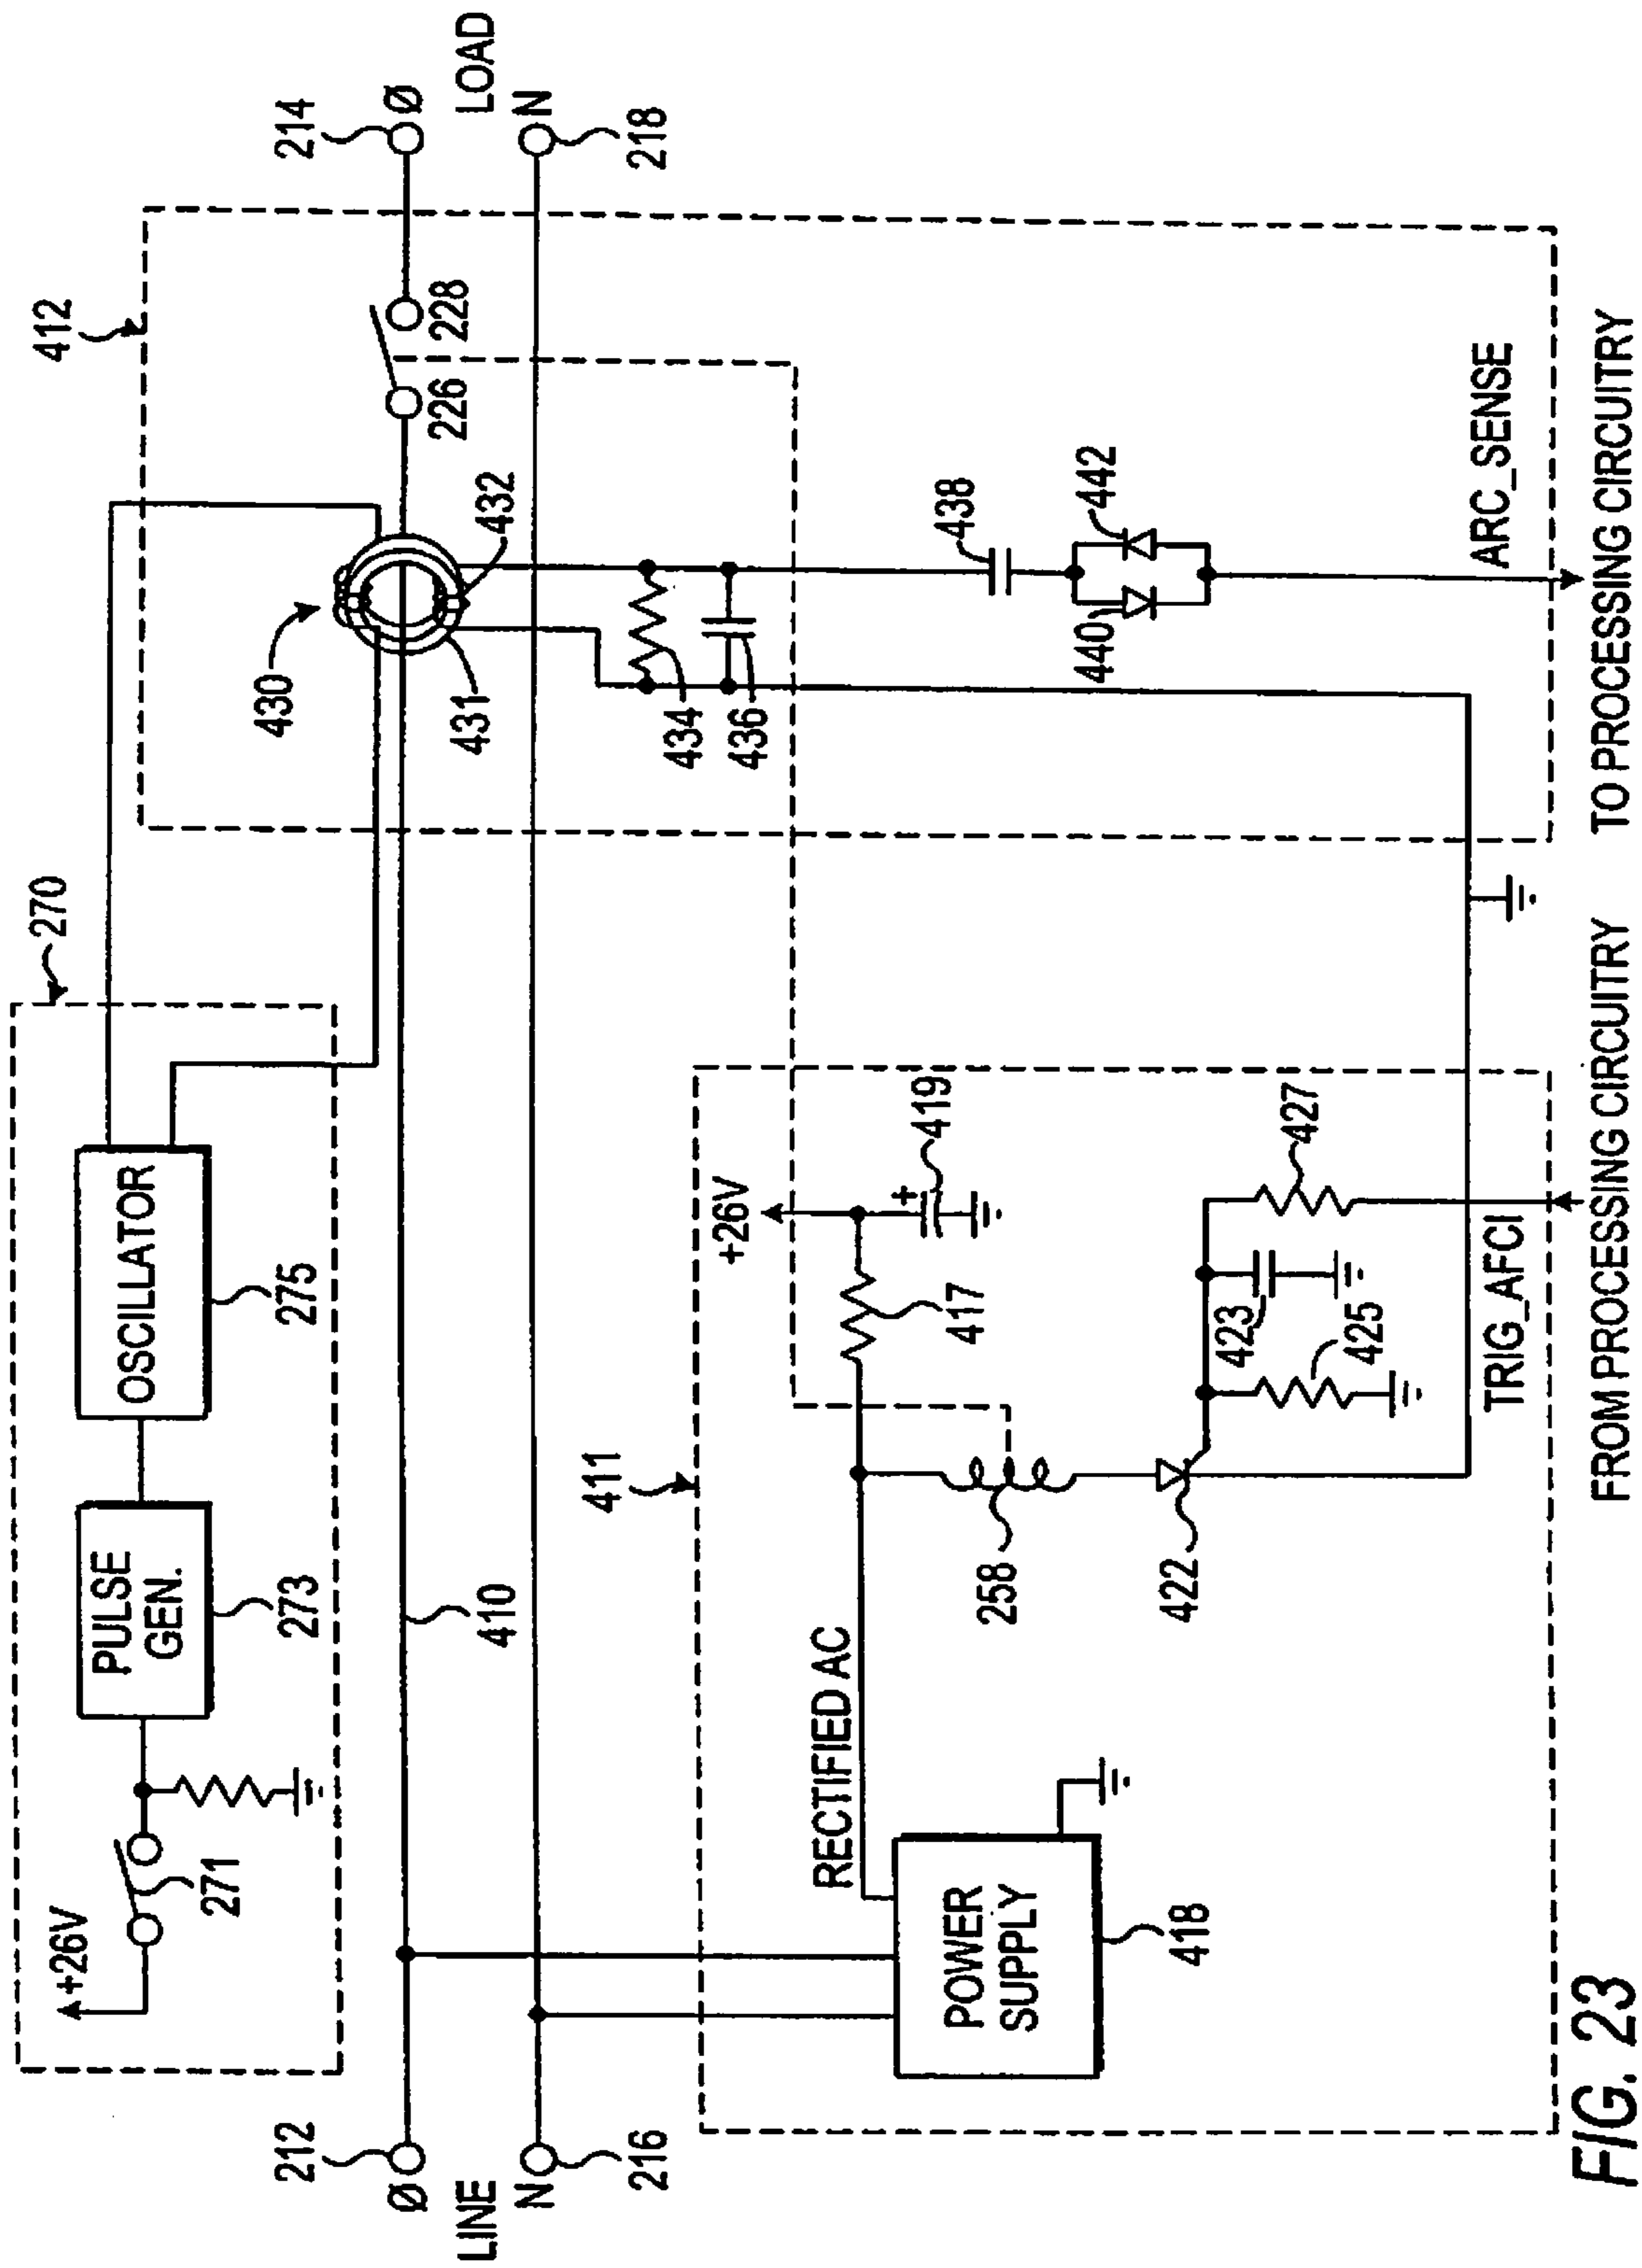 +26V
271
PULSE
GEN.
273
OSCILLATOR
275
270
412
212
Ø
LINE
N
216
410
430
431
432
226
228
214
Ø
LOAD
N
218
434
436
438
440
442
ARC_SENSE
411
RECTIFIED AC
POWER
SUPPLY
418
258
422
417
+26V
+
419
423
425
427
TRIG_AFCI
FROM PROCESSING CIRCUITRY
TO PROCESSING CIRCUITRY
FIG. 23